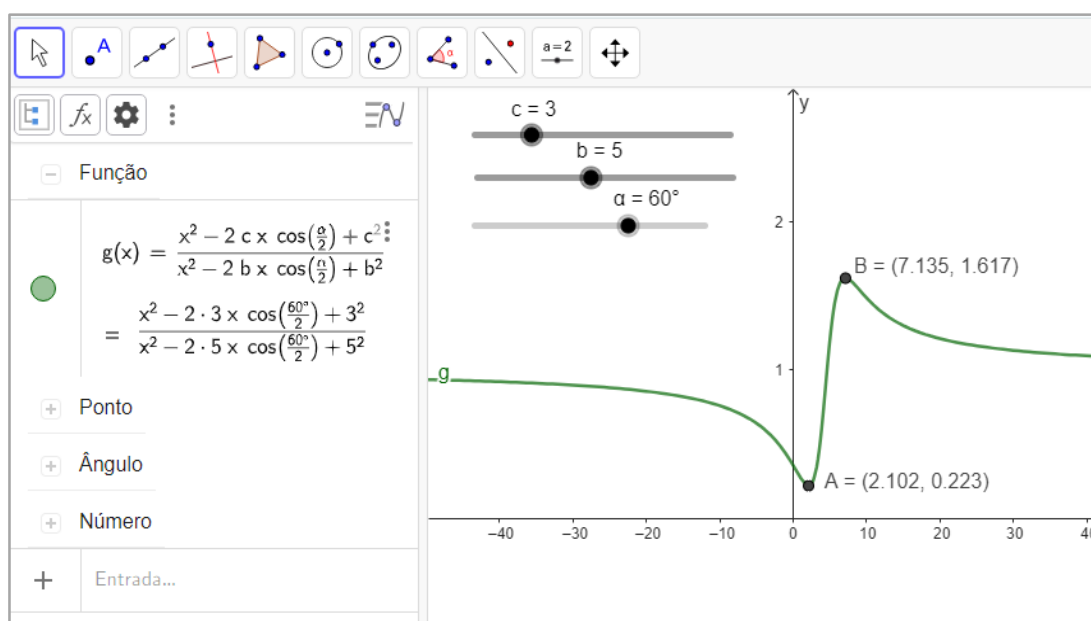 A
α
a = 2
fx
Função
g(x) = (x² − 2 c x cos(α/2) + c²) / (x² − 2 b x cos(α/2) + b²)
= (x² − 2 · 3 x cos(60°/2) + 3²) / (x² − 2 · 5 x cos(60°/2) + 5²)
Ponto
Ângulo
Número
+ Entrada...
c = 3
b = 5
α = 60°
y
2
B = (7.135, 1.617)
1
g
A = (2.102, 0.223)
−40 −30 −20 −10 0 10 20 30 40